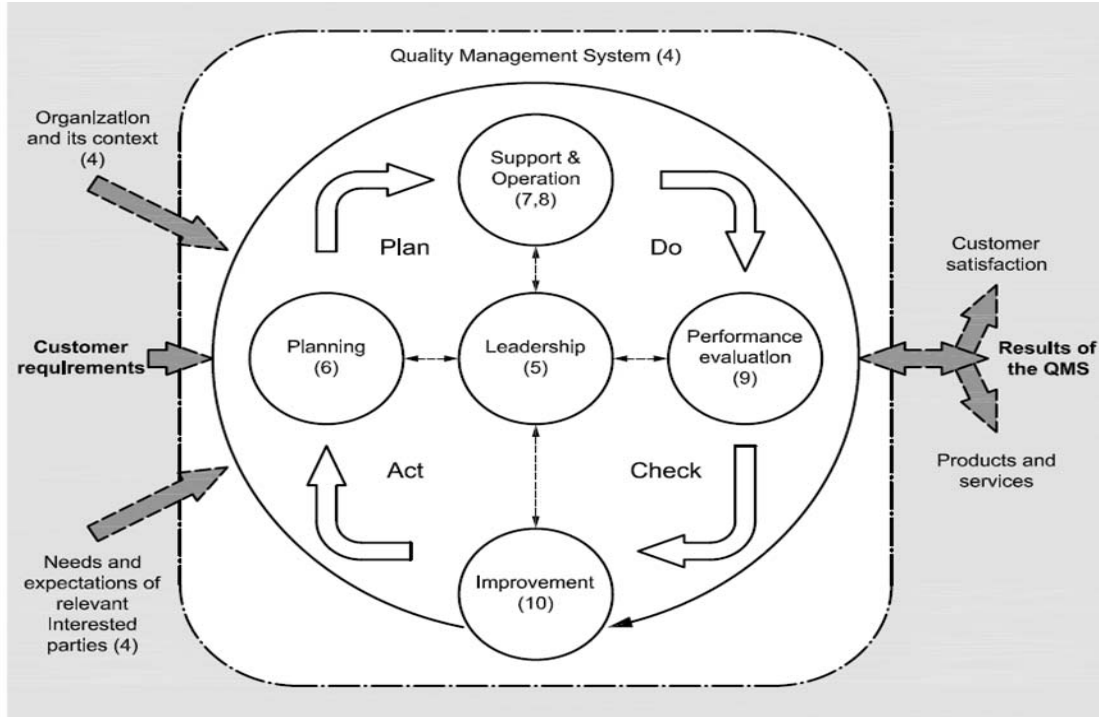 Quality Management System (4)
Organization
and its context
(4)
Support &
Operation
(7,8)
Plan
Do
Customer
satisfaction
Customer
requirements
Planning
(6)
Leadership
(5)
Performance
evaluation
(9)
Results of
the QMS
Act
Check
Products and
services
Needs and
expectations of
relevant
Interested
parties (4)
Improvement
(10)